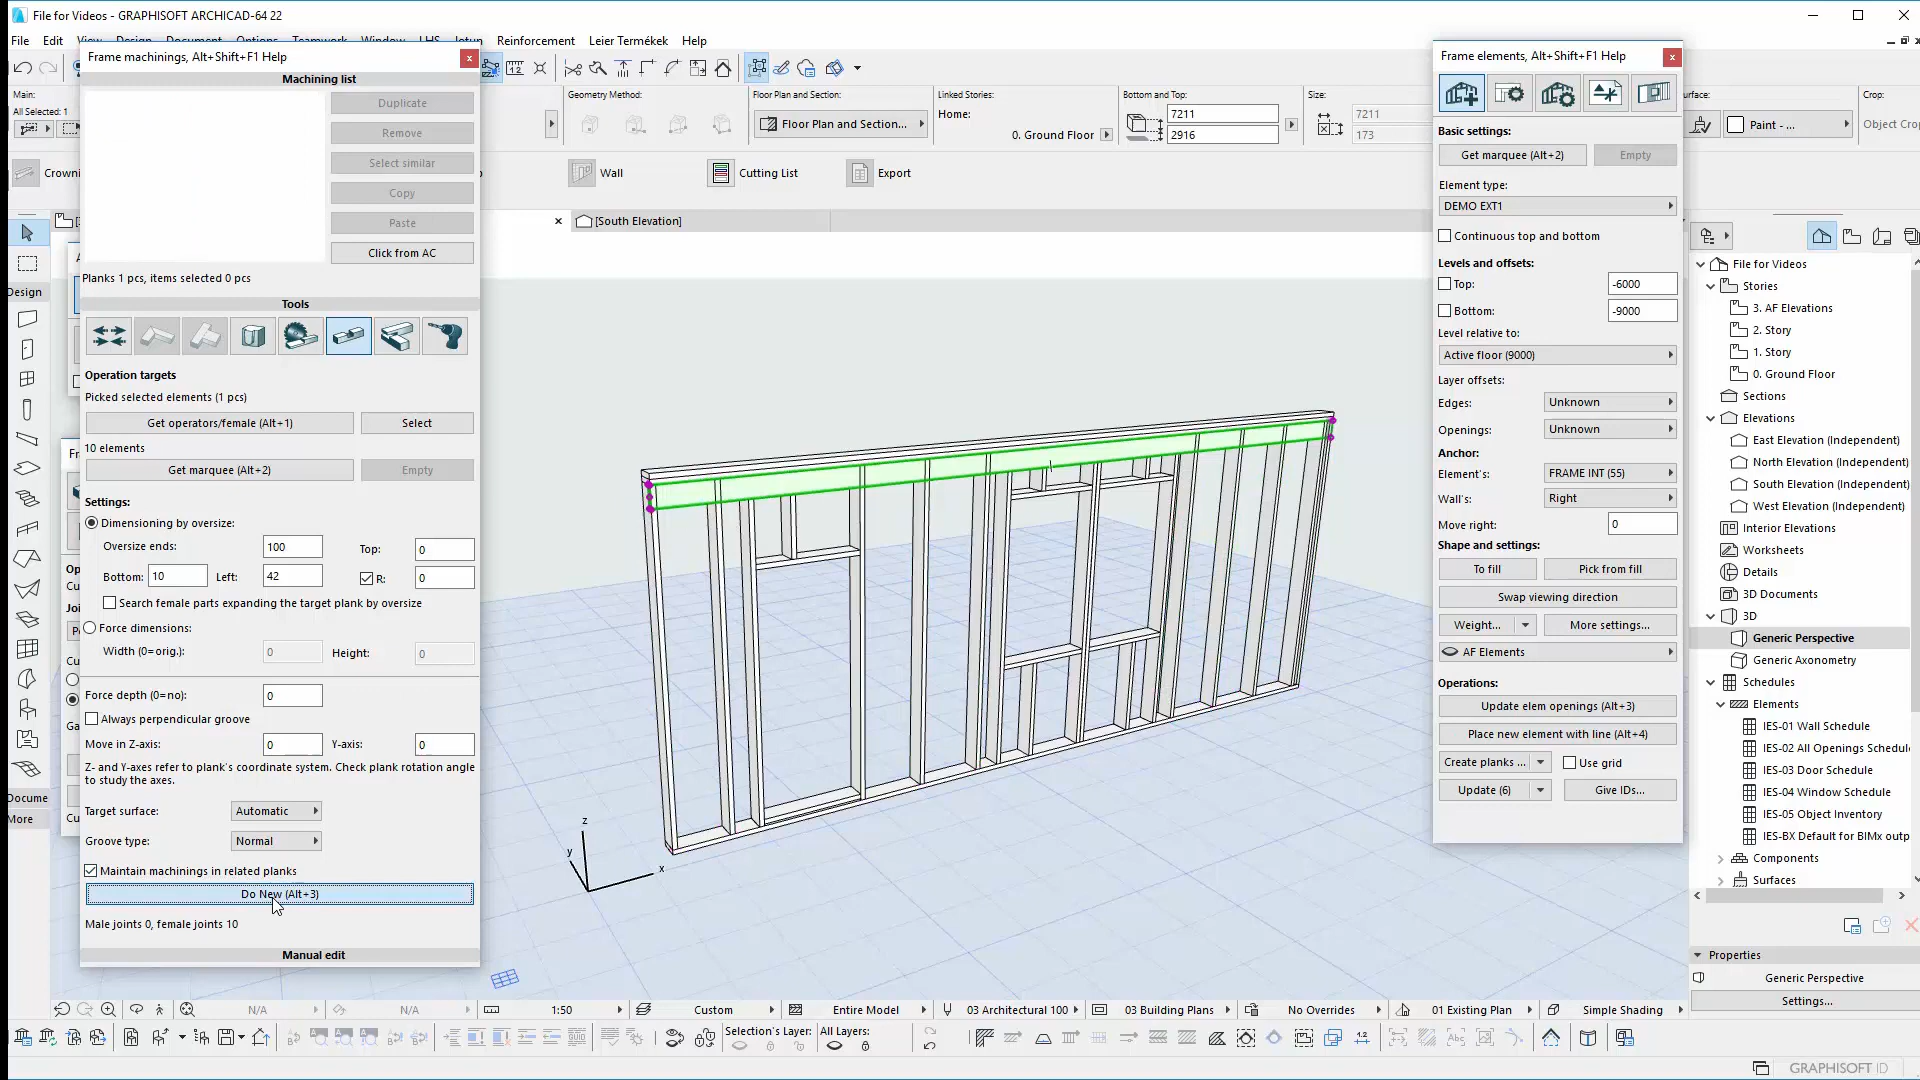 File for Videos - GRAPHISOFT ARCHICAD-64 22
File Edit View Design Document Options Teamwork Window LHS Reinforcement Leier Termékek Help
Frame machinings, Alt+Shift+F1 Help
Machining list
Duplicate
Remove
Select similar
Copy
Paste
Click from AC
Planks 1 pcs, items selected 0 pcs
Tools
Operation targets
Picked selected elements (1 pcs)
Get operators/female (Alt+1)
Select
10 elements
Get marquee (Alt+2)
Empty
Settings:
Dimensioning by oversize:
Oversize ends: 100 Top: 0
Bottom: 10 Left: 42 R: 0
Search female parts expanding the target plank by oversize
Force dimensions:
Width (0=orig.): 0 Height: 0
Force depth (0=no): 0
Always perpendicular groove
Move in Z-axis: 0 Y-axis: 0
Z- and Y-axes refer to plank's coordinate system. Check plank rotation angle
to study the axes.
Target surface: Automatic
Groove type: Normal
Maintain machinings in related planks
Do New (Alt+3)
Male joints 0, female joints 10
Manual edit
Main:
All Selected: 1
Crowni
Design
Docume
More
Geometry Method:
Floor Plan and Section:
Floor Plan and Section...
Linked Stories:
Home:
0. Ground Floor
Bottom and Top:
7211
2916
Size:
7211
173
Wall
Cutting List
Export
[South Elevation]
z
y
x
Frame elements, Alt+Shift+F1 Help
Basic settings:
Get marquee (Alt+2)
Empty
Element type:
DEMO EXT1
Continuous top and bottom
Levels and offsets:
Top: -6000
Bottom: -9000
Level relative to:
Active floor (9000)
Layer offsets:
Edges: Unknown
Openings: Unknown
Anchor:
Element's: FRAME INT (55)
Wall's: Right
Move right: 0
Shape and settings:
To fill
Pick from fill
Swap viewing direction
Weight...
More settings...
AF Elements
Operations:
Update elem openings (Alt+3)
Place new element with line (Alt+4)
Create planks ...
Use grid
Update (6)
Give IDs...
urface:
Paint - ...
Crop:
Object Crop
File for Videos
Stories
3. AF Elevations
2. Story
1. Story
0. Ground Floor
Sections
Elevations
East Elevation (Independent)
North Elevation (Independent)
South Elevation (Independent)
West Elevation (Independent)
Interior Elevations
Worksheets
Details
3D Documents
3D
Generic Perspective
Generic Axonometry
Schedules
Elements
IES-01 Wall Schedule
IES-02 All Openings Schedule
IES-03 Door Schedule
IES-04 Window Schedule
IES-05 Object Inventory
IES-BX Default for BIMx outp
Components
Surfaces
Properties
Generic Perspective
Settings...
N/A
N/A
1:50
Custom
Entire Model
03 Architectural 100
03 Building Plans
No Overrides
01 Existing Plan
Simple Shading
Selection's Layer:
All Layers:
GRAPHISOFT ID